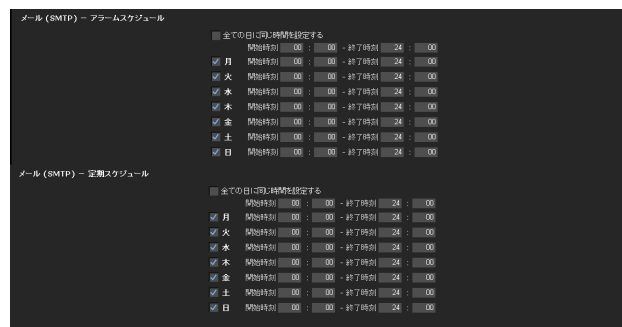 メール (SMTP) － アラームスケジュール
全ての日に同じ時間を設定する
開始時刻 00 : 00 - 終了時刻 24 : 00
月 開始時刻 00 : 00 - 終了時刻 24 : 00
火 開始時刻 00 : 00 - 終了時刻 24 : 00
水 開始時刻 00 : 00 - 終了時刻 24 : 00
木 開始時刻 00 : 00 - 終了時刻 24 : 00
金 開始時刻 00 : 00 - 終了時刻 24 : 00
土 開始時刻 00 : 00 - 終了時刻 24 : 00
日 開始時刻 00 : 00 - 終了時刻 24 : 00
メール (SMTP) － 定期スケジュール
全ての日に同じ時間を設定する
開始時刻 00 : 00 - 終了時刻 24 : 00
月 開始時刻 00 : 00 - 終了時刻 24 : 00
火 開始時刻 00 : 00 - 終了時刻 24 : 00
水 開始時刻 00 : 00 - 終了時刻 24 : 00
木 開始時刻 00 : 00 - 終了時刻 24 : 00
金 開始時刻 00 : 00 - 終了時刻 24 : 00
土 開始時刻 00 : 00 - 終了時刻 24 : 00
日 開始時刻 00 : 00 - 終了時刻 24 : 00